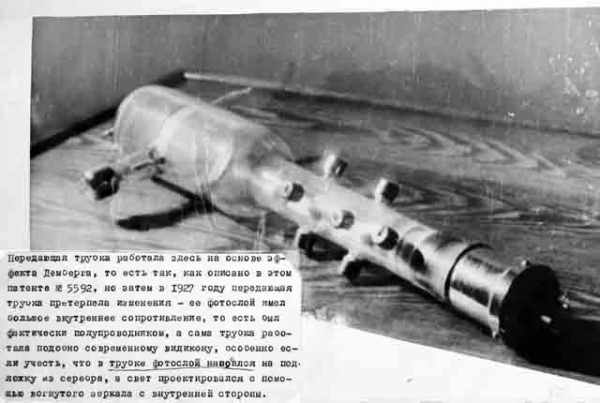 Передающая трубка работала здесь на основе эф-
фекта Демберга, то есть так, как описано в этом
патенте № 5592, но затем в 1927 году передающая
трубка претерпела изменения - ее фотослой имел
большое внутреннее сопротивление, то есть был
фактически полупроводником, а сама трубка рабо-
тала подобно современному видикону, особенно ес-
ли учесть, что в трубке фотослой напылялся на под-
ложку из серебра, а свет проектировался с помо-
щью вогнутого зеркала с внутренней стороны.